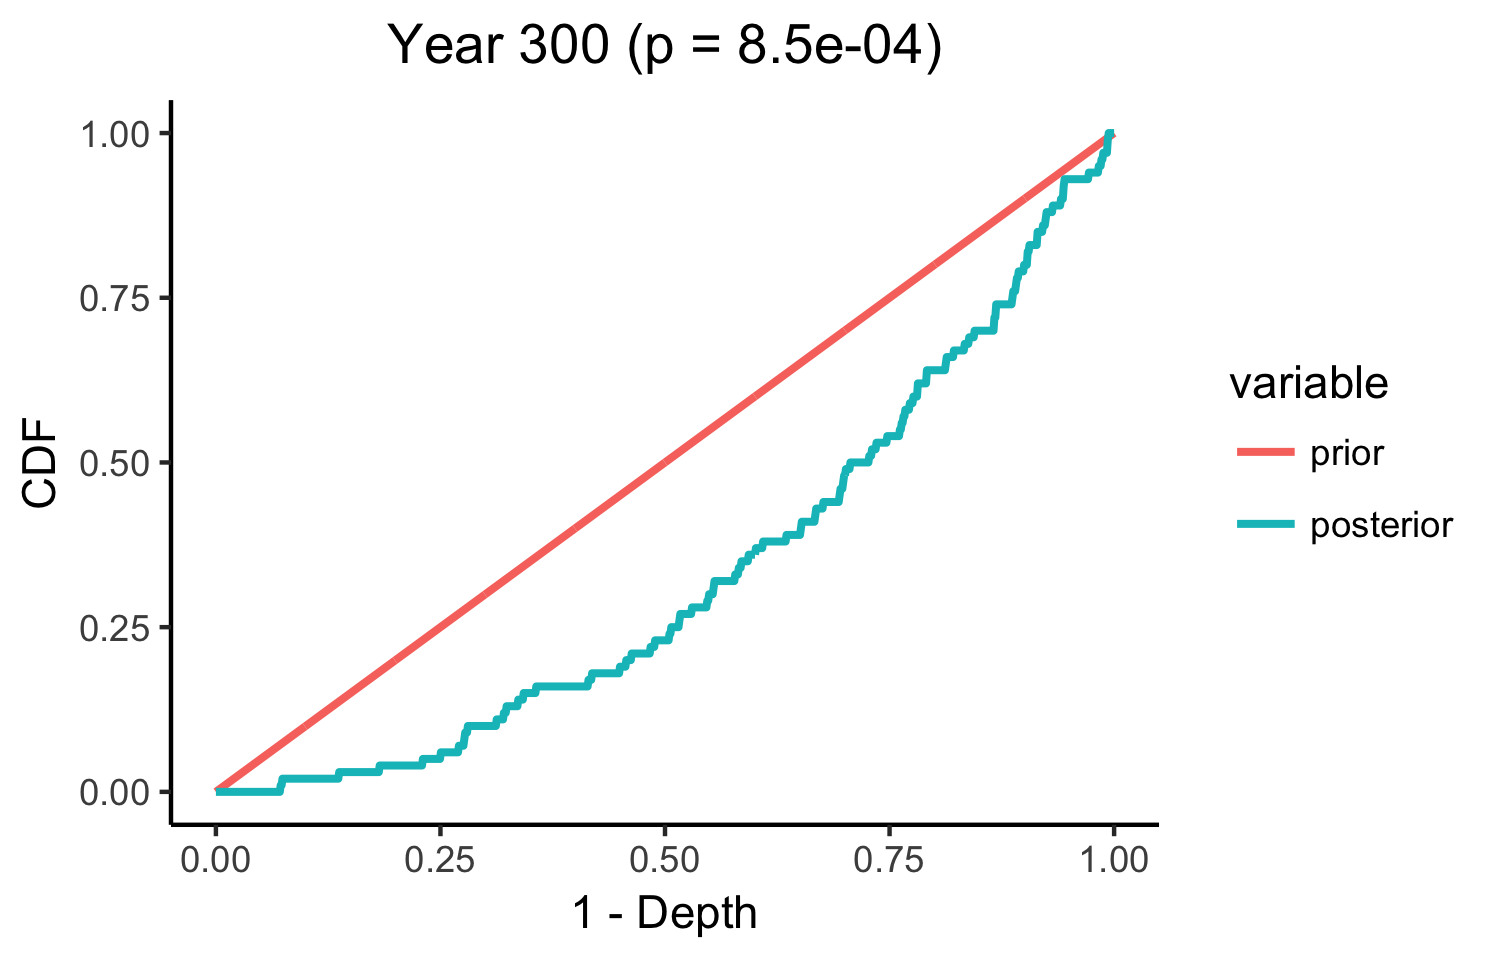 Year 300 (p = 8.5e-04)
1.00
0.75
0.50
0.25
0.00
CDF
0.00 0.25 0.50 0.75 1.00
1 - Depth
variable
prior
posterior